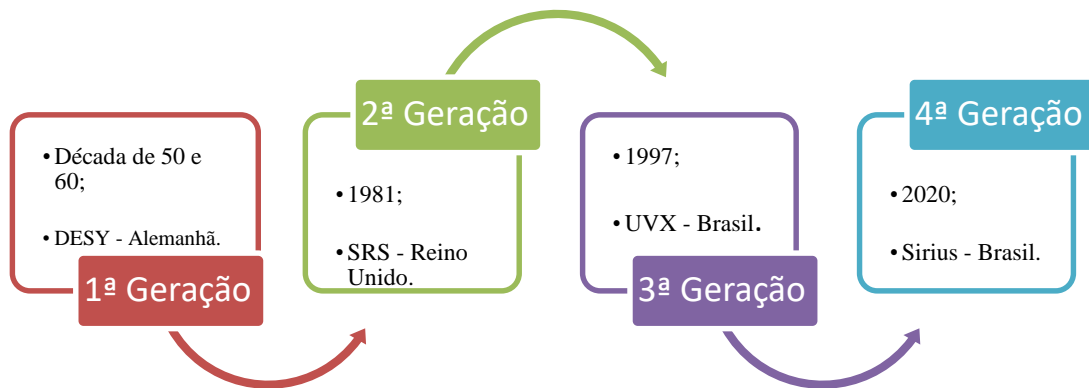 • Década de 50 e
60;
• DESY - Alemanhã.
1ª Geração
2ª Geração
• 1981;
• SRS - Reino
Unido.
• 1997;
• UVX - Brasil.
3ª Geração
4ª Geração
• 2020;
• Sirius - Brasil.